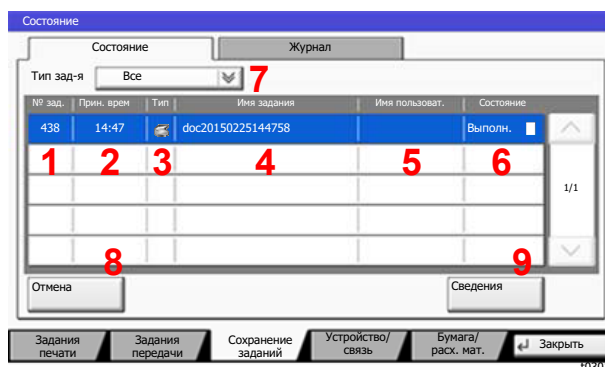 Состояние
Состояние Журнал
Тип зад-я Все 7
№ зад. Прин. врем Тип Имя задания Имя пользоват. Состояние
438 14:47 doc20150225144758 Выполн.
1 2 3 4 5 6
1/1
8 9
Отмена Сведения
Задания печати Задания передачи Сохранение заданий Устройство/ связь Бумага/ расх. мат. Закрыть